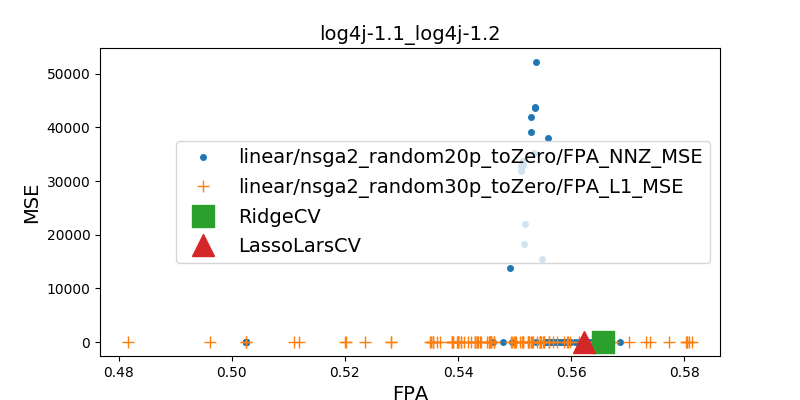 log4j-1.1_log4j-1.2
MSE
50000
40000
30000
20000
10000
0
linear/nsga2_random20p_toZero/FPA_NNZ_MSE
linear/nsga2_random30p_toZero/FPA_L1_MSE
RidgeCV
LassoLarsCV
0.48 0.50 0.52 0.54 0.56 0.58
FPA